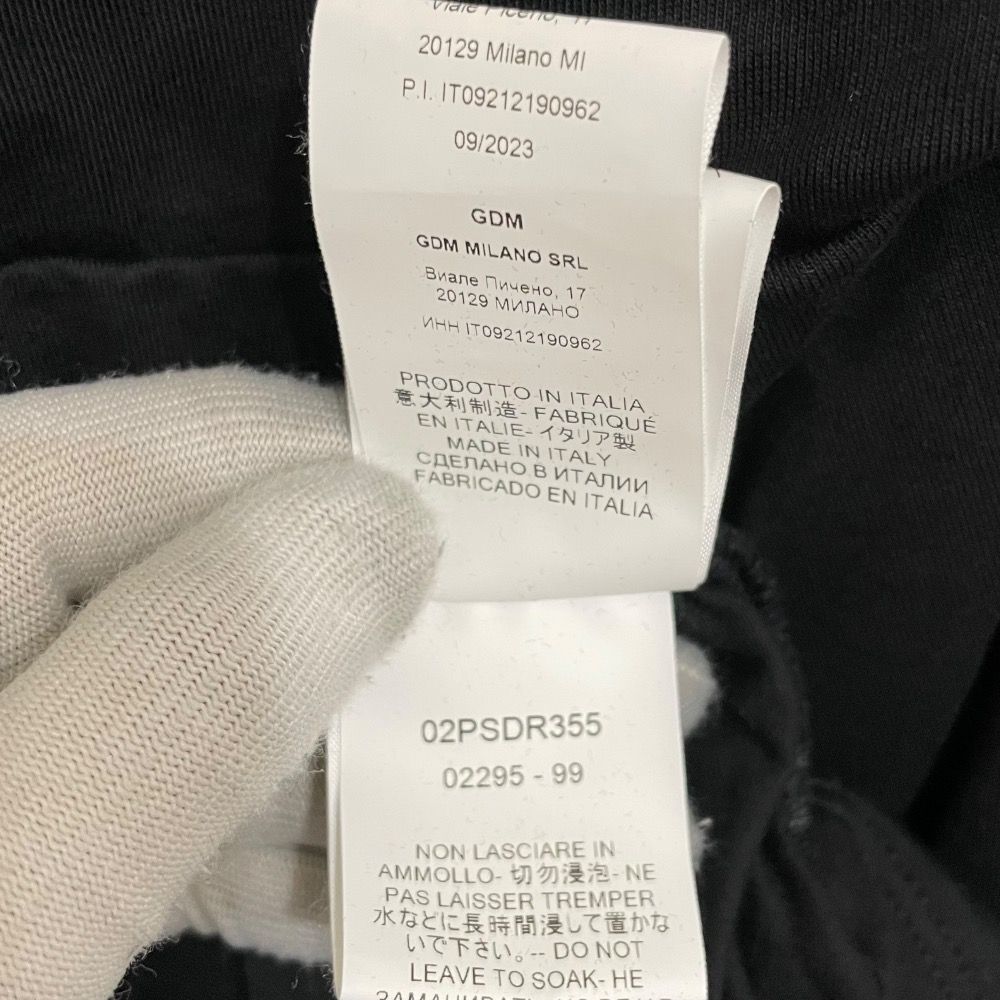 Viale Piceno, 17
20129 Milano MI
P.I. IT09212190962
09/2023
GDM
GDM MILANO SRL
Виале Пичено, 17
20129 МИЛАНО
ИНН IT09212190962
PRODOTTO IN ITALIA
意大利制造- FABRIQUÉ
EN ITALIE- イタリア製
MADE IN ITALY
СДЕЛАНО В ИТАЛИИ
FABRICADO EN ITALIA
02PSDR355
02295 - 99
NON LASCIARE IN
AMMOLLO- 切勿浸泡- NE
PAS LAISSER TREMPER
水などに長時間浸して置かな
いで下さい。-- DO NOT
LEAVE TO SOAK- НЕ